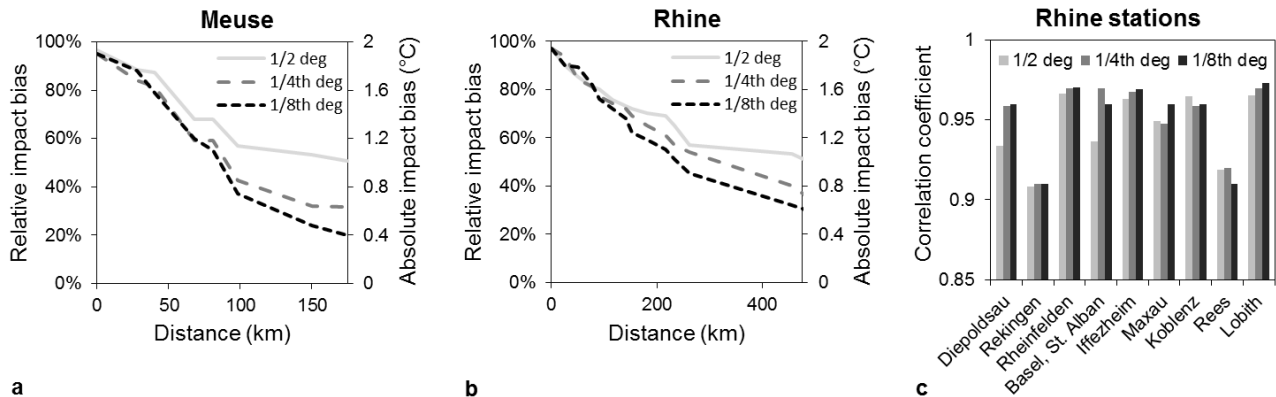 Meuse
Relative impact bias
100%
80%
60%
40%
20%
0%
1/2 deg
1/4th deg
1/8th deg
2
1.6
1.2
0.8
0.4
0
Absolute impact bias (°C)
0 50 100 150
Distance (km)
a
Rhine
Relative impact bias
100%
80%
60%
40%
20%
0%
1/2 deg
1/4th deg
1/8th deg
2
1.6
1.2
0.8
0.4
0
Absolute impact bias (°C)
0 200 400
Distance (km)
b
Rhine stations
Correlation coefficient
1
0.95
0.9
0.85
1/2 deg 1/4th deg 1/8th deg
Diepoldsau
Rekingen
Rheinfelden
Basel, St. Alban
Iffezheim
Maxau
Koblenz
Rees
Lobith
c